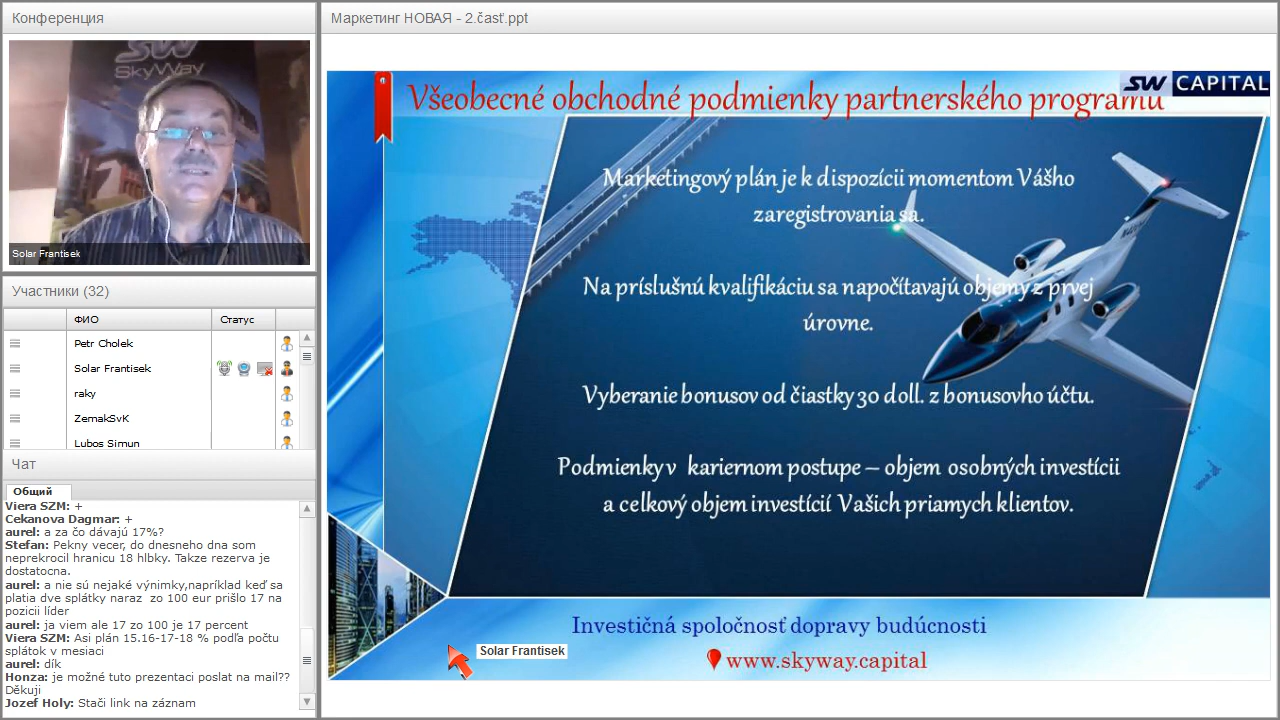 Конференция
SW
SkyWay
Solar Frantisek
Участники (32)
ФИО
Статус
Petr Cholek
Solar Frantisek
raky
ZemakSvK
Lubos Simun
Чат
Общий
Viera SZM: +
Cekanova Dagmar: +
aurel: a za čo dávajú 17%?
Stefan: Pekny vecer, do dnesneho dna som
neprekrocil hranicu 18 hlbky. Takze rezerva je
dostatocna.
aurel: a nie sú nejaké výnimky,napríklad keď sa
platia dve splátky naraz zo 100 eur prišlo 17 na
pozicii líder
aurel: ja viem ale 17 zo 100 je 17 percent
Viera SZM: Asi plán 15.16-17-18 % podľa počtu
splátok v mesiaci
aurel: dík
Honza: je možné tuto prezentaci poslat na mail??
Děkuji
Jozef Holy: Stači link na záznam
Маркетинг НОВАЯ - 2.časť.ppt
Všeobecné obchodné podmienky partnerského programu
SW CAPITAL
Marketingový plán je k dispozícii momentom Vášho
zaregistrovania sa.
Na príslušnú kvalifikáciu sa napočítavajú objemy z prvej
úrovne.
Vyberanie bonusov od čiastky 30 doll. z bonusovho účtu.
Podmienky v kariernom postupe – objem osobných investícii
a celkový objem investícií Vašich priamych klientov.
Investičná spoločnosť dopravy budúcnosti
www.skyway.capital
Solar Frantisek